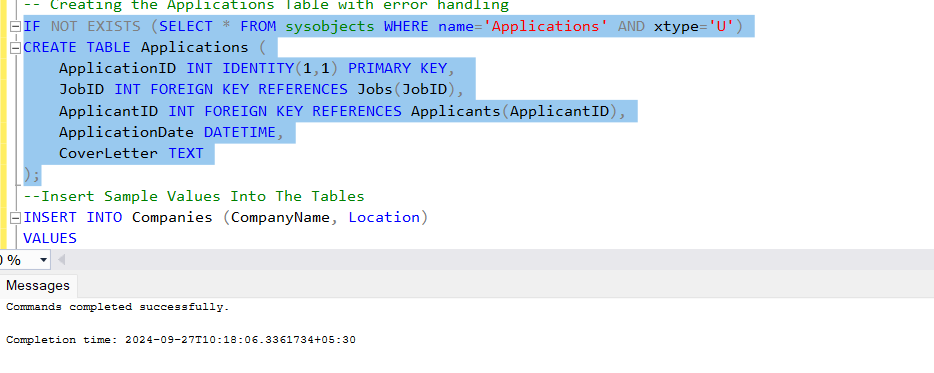 -- Creating the Applications Table with error handling
IF NOT EXISTS (SELECT * FROM sysobjects WHERE name='Applications' AND xtype='U')
CREATE TABLE Applications (
ApplicationID INT IDENTITY(1,1) PRIMARY KEY,
JobID INT FOREIGN KEY REFERENCES Jobs(JobID),
ApplicantID INT FOREIGN KEY REFERENCES Applicants(ApplicantID),
ApplicationDate DATETIME,
CoverLetter TEXT
);
--Insert Sample Values Into The Tables
INSERT INTO Companies (CompanyName, Location)
VALUES
%
Messages
Commands completed successfully.
Completion time: 2024-09-27T10:18:06.3361734+05:30